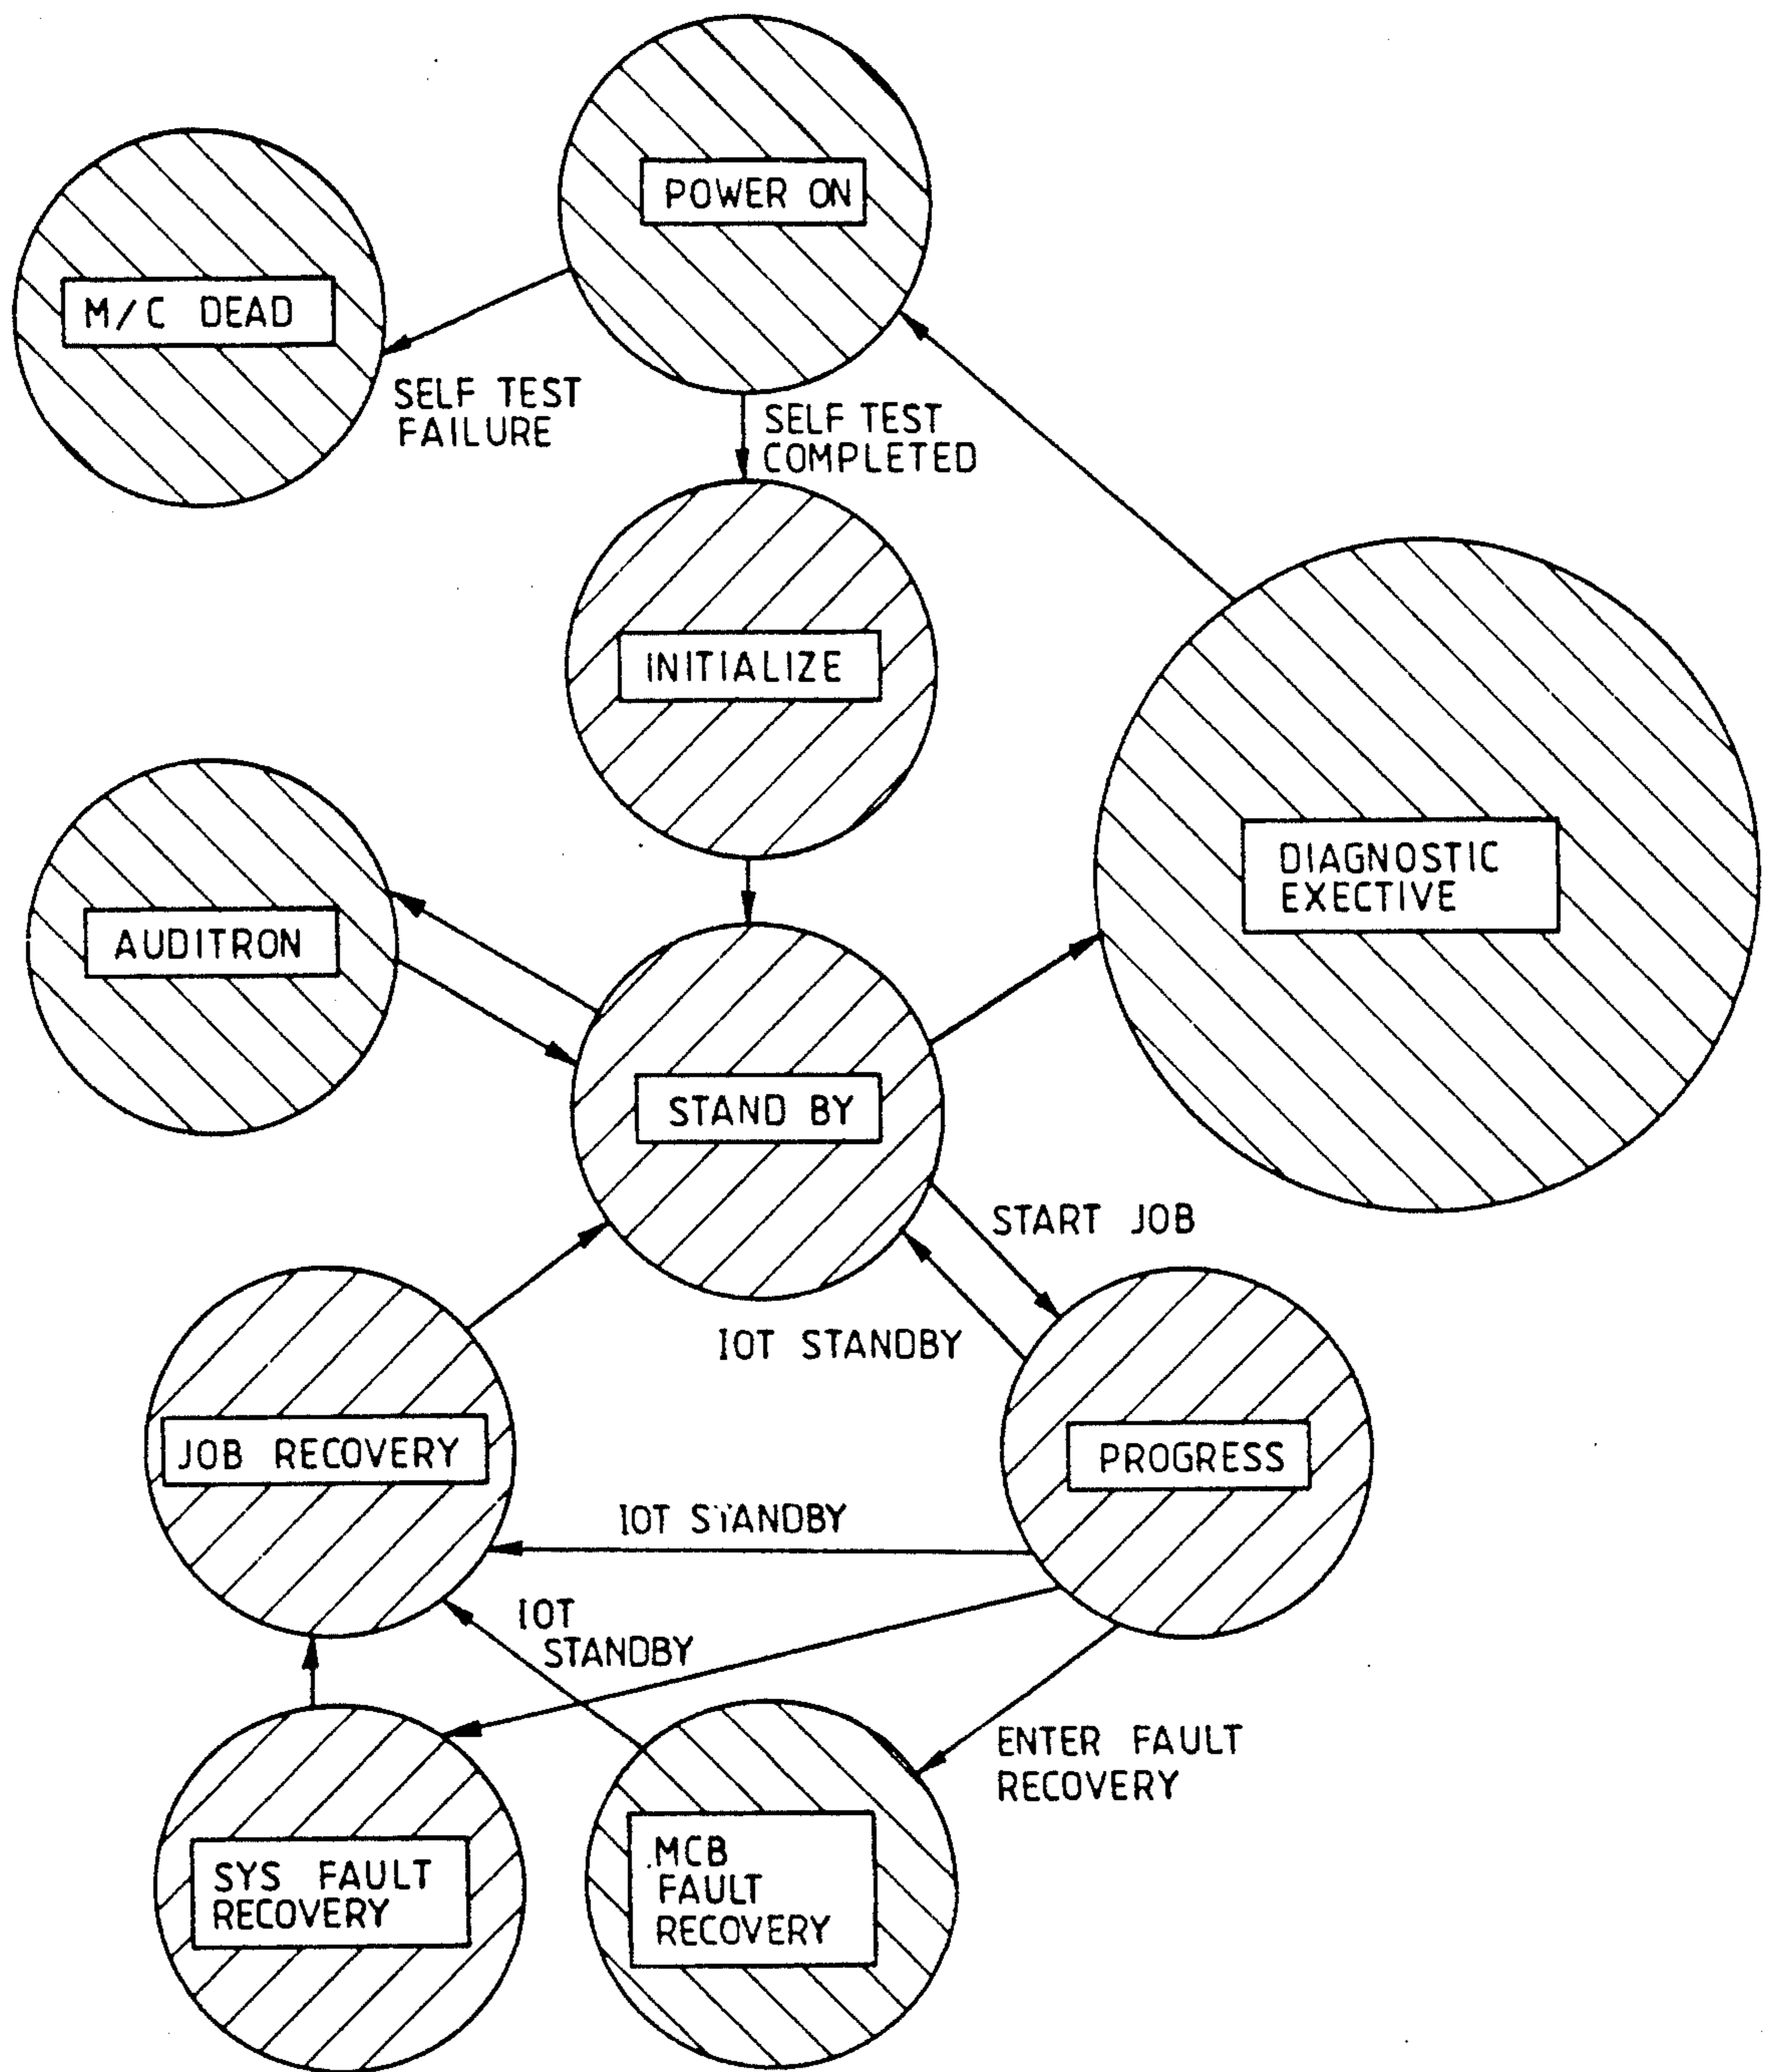 POWER ON
M/C DEAD
SELF TEST
FAILURE
SELF TEST
COMPLETED
INITIALIZE
DIAGNOSTIC
EXECTIVE
AUDITRON
STAND BY
START JOB
IOT STANDBY
JOB RECOVERY
PROGRESS
IOT STANDBY
IOT
STANDBY
ENTER FAULT
RECOVERY
SYS FAULT
RECOVERY
MCB
FAULT
RECOVERY